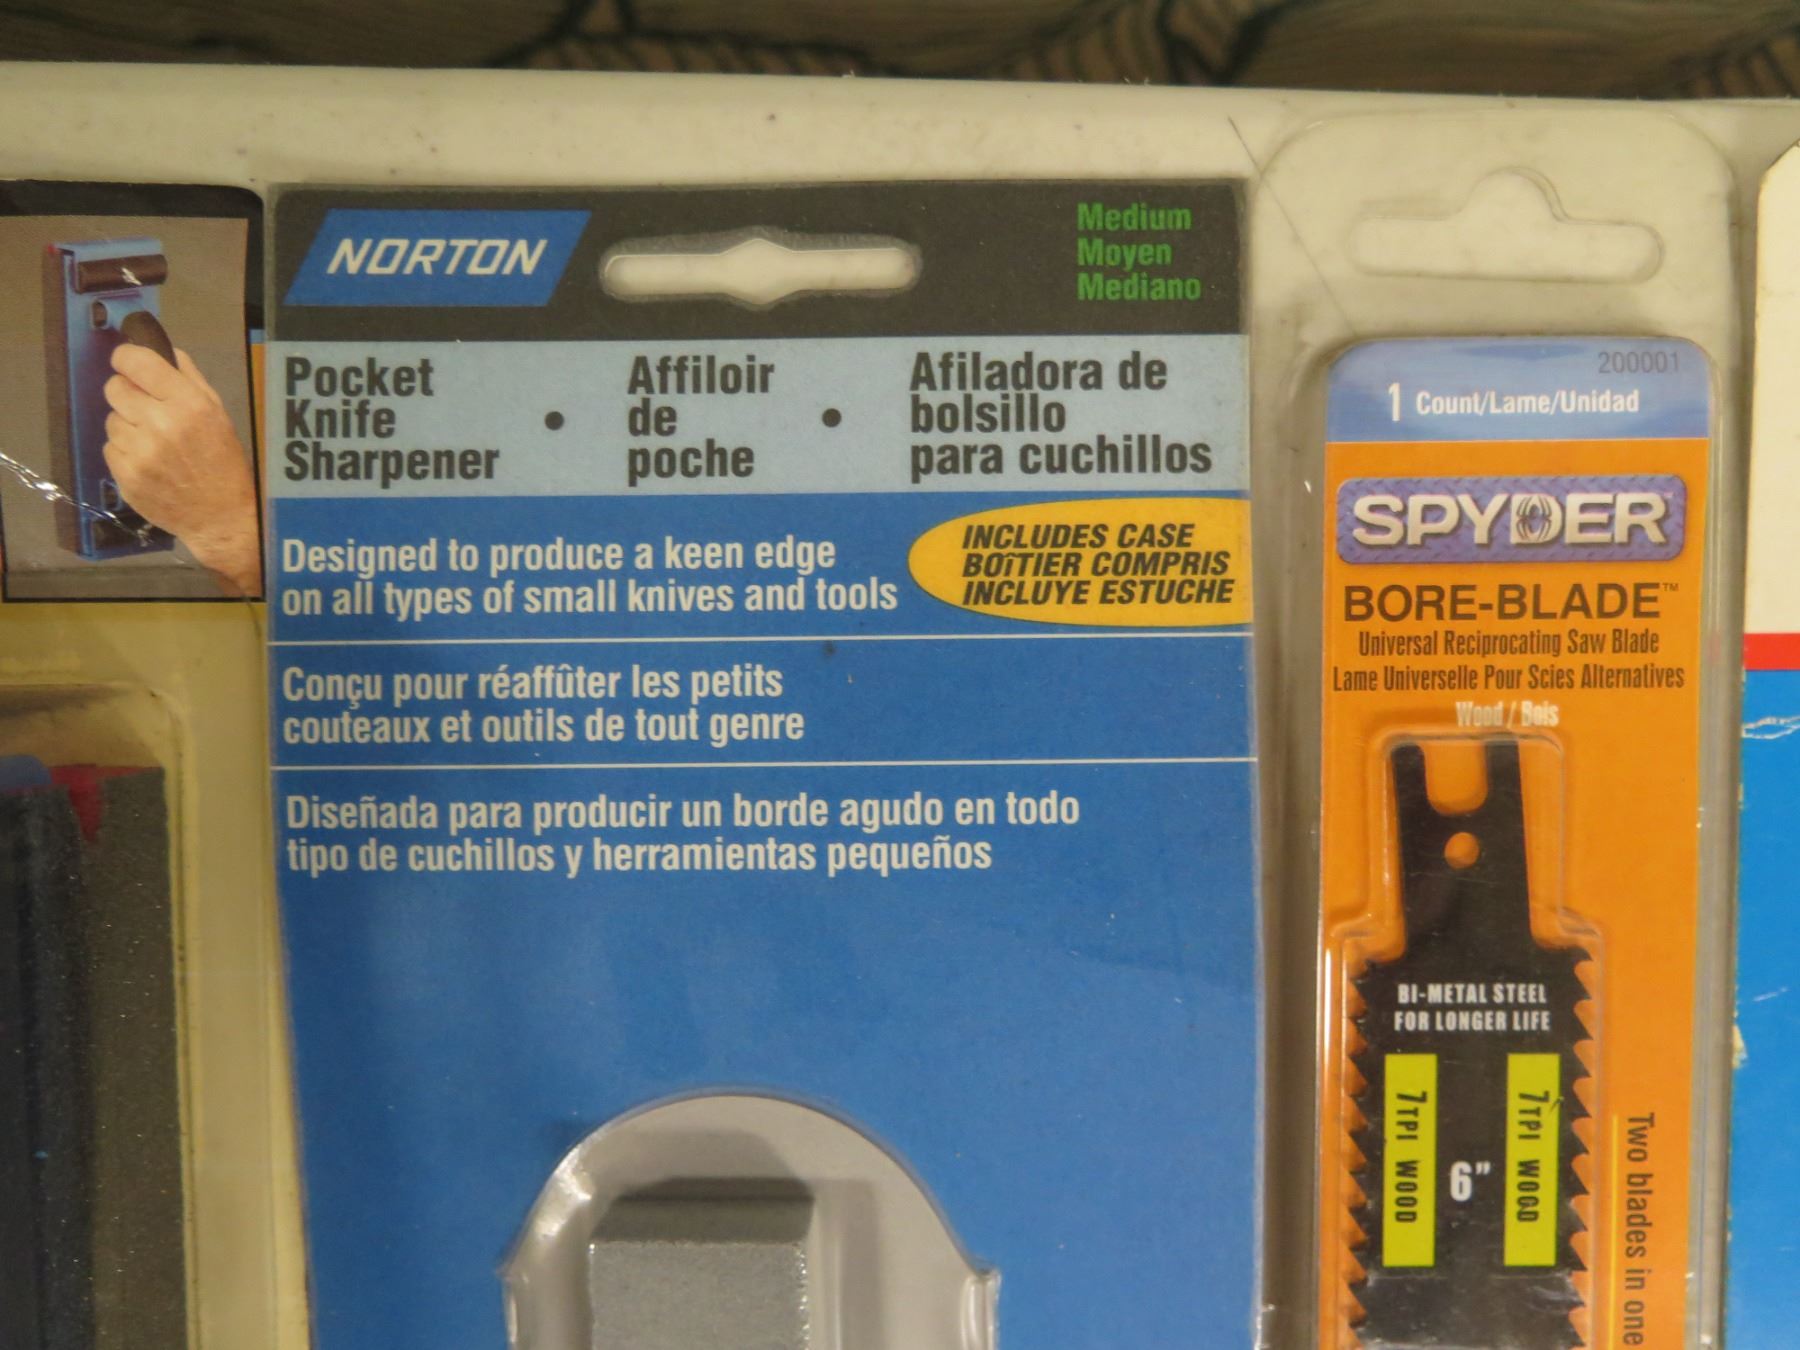 NORTON
Medium
Moyen
Mediano
Pocket
Knife
Sharpener
•
Affiloir
de
poche
•
Afiladora de
bolsillo
para cuchillos
Designed to produce a keen edge
on all types of small knives and tools
INCLUDES CASE
BOÎTIER COMPRIS
INCLUYE ESTUCHE
Conçu pour réaffûter les petits
couteaux et outils de tout genre
Diseñada para producir un borde agudo en todo
tipo de cuchillos y herramientas pequeños
200001
1 Count/Lame/Unidad
SPYDER
BORE-BLADE™
Universal Reciprocating Saw Blade
Lame Universelle Pour Scies Alternatives
Wood / Bois
BI-METAL STEEL
FOR LONGER LIFE
7 TPI WOOD
6"
7 TPI WOOD
Two blades in one